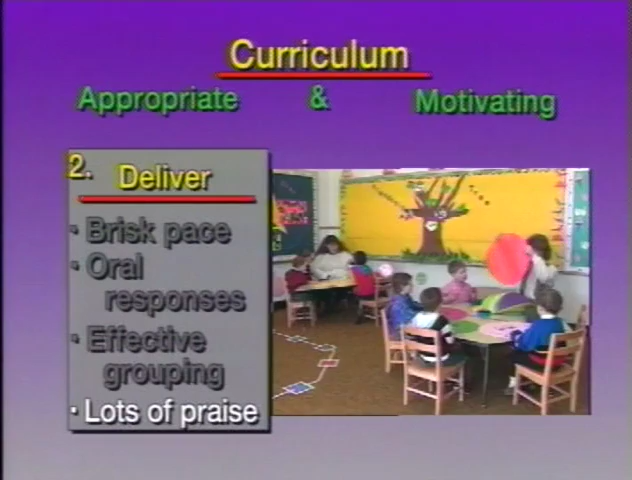 Curriculum
Appropriate & Motivating
2. Deliver
· Brisk pace
· Oral
responses
· Effective
grouping
· Lots of praise